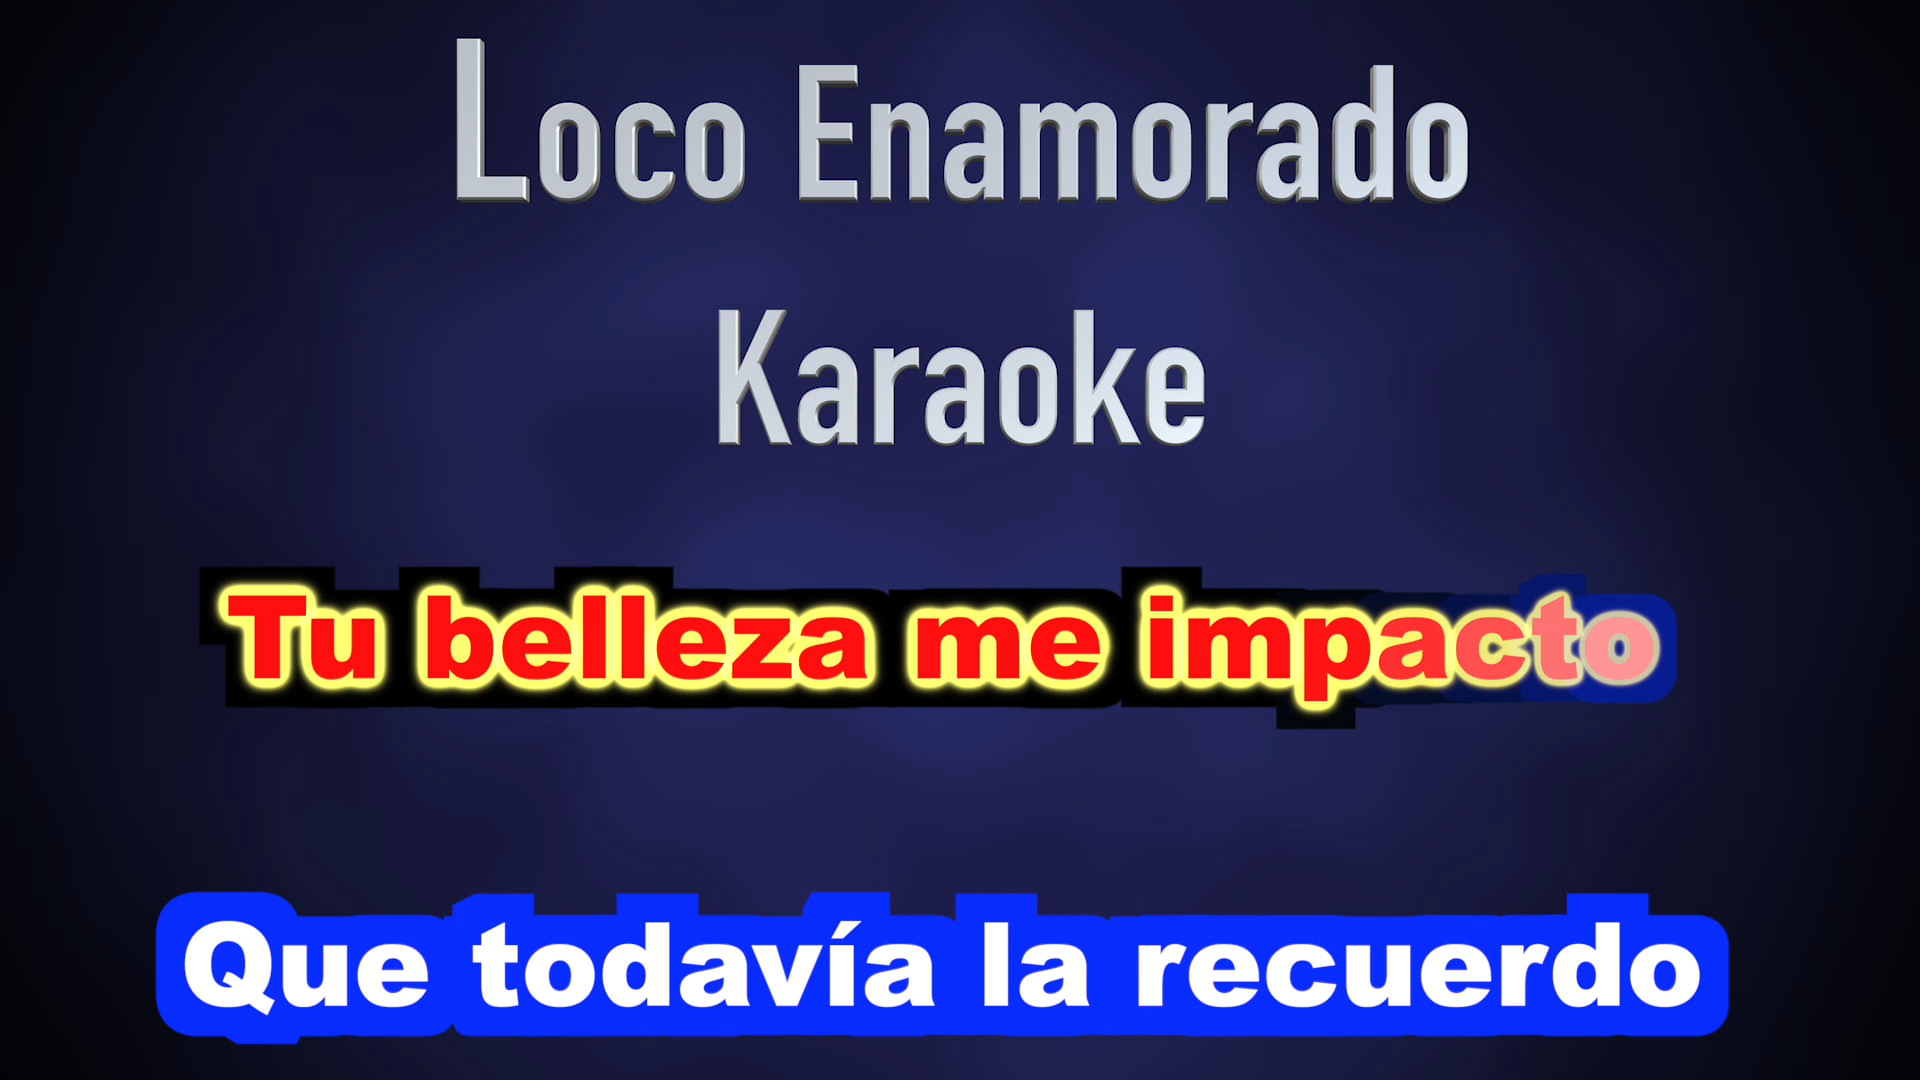 Loco Enamorado
Karaoke
Tu belleza me impacto
Que todavía la recuerdo